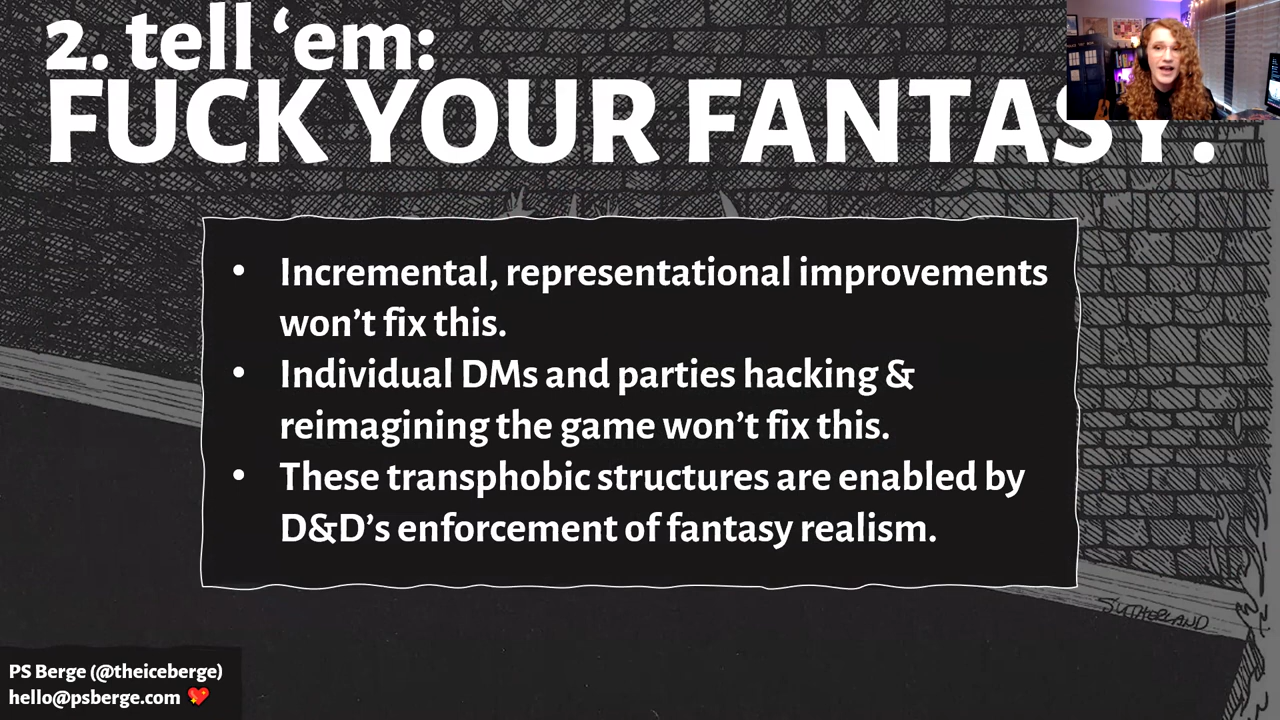 2. tell ‘em:
FUCK YOUR FANTASY.
• Incremental, representational improvements
won’t fix this.
• Individual DMs and parties hacking &
reimagining the game won’t fix this.
• These transphobic structures are enabled by
D&D’s enforcement of fantasy realism.
SUTHERLAND
PS Berge (@theiceberge)
hello@psberge.com 💖